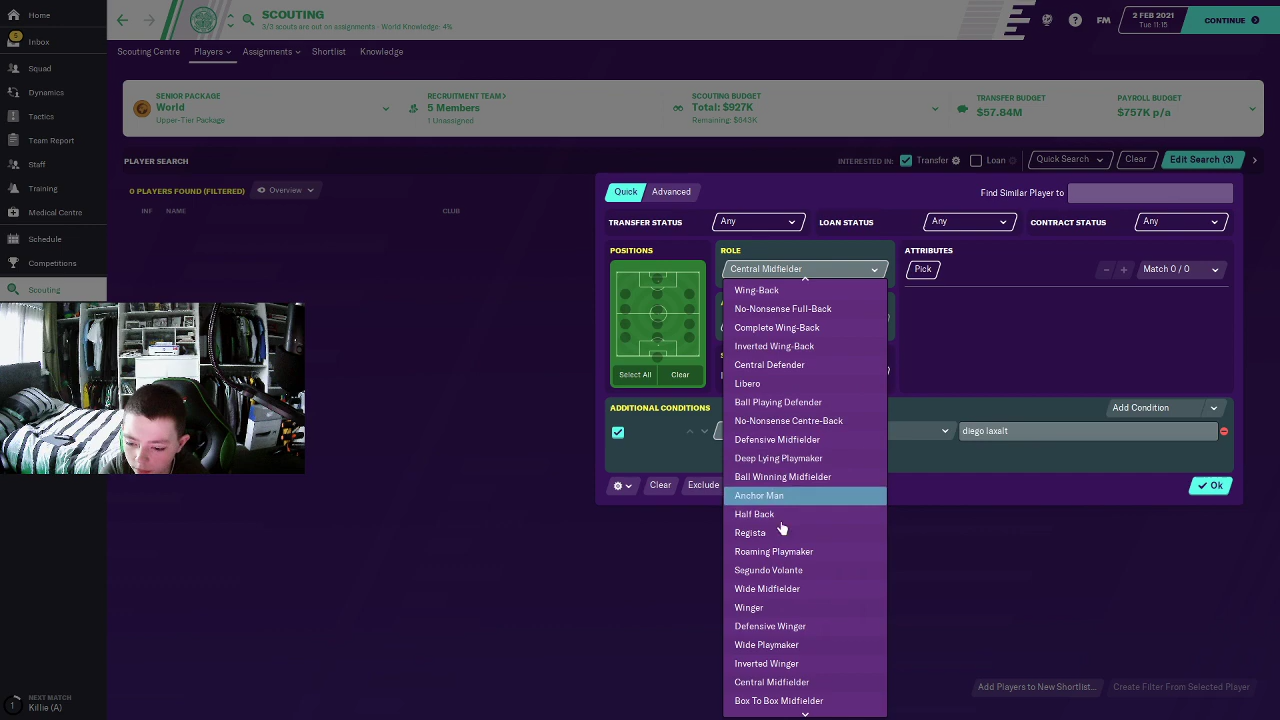 Home
SCOUTING
3/3 scouts are out on assignments - World Knowledge: 4%
FM
2 FEB 2021
Tue 11:15
CONTINUE
5
Inbox
Scouting Centre
Players
Assignments
Shortlist
Knowledge
Squad
Dynamics
Tactics
Team Report
Staff
Training
Medical Centre
Schedule
Competitions
Scouting
SENIOR PACKAGE
World
Upper-Tier Package
RECRUITMENT TEAM>
5 Members
1 Unassigned
SCOUTING BUDGET
Total: $927K
Remaining: $643K
TRANSFER BUDGET
$57.84M
PAYROLL BUDGET
$757K p/a
PLAYER SEARCH
INTERESTED IN:
Transfer
Loan
Quick Search
Clear
Edit Search (3)
0 PLAYERS FOUND (FILTERED)
Overview
INF
NAME
CLUB
Quick
Advanced
Find Similar Player to
TRANSFER STATUS
Any
LOAN STATUS
Any
CONTRACT STATUS
Any
POSITIONS
Select All
Clear
ROLE
Central Midfielder
ATTRIBUTES
Pick
Match 0 / 0
Wing-Back
No-Nonsense Full-Back
Complete Wing-Back
Inverted Wing-Back
Central Defender
Libero
Ball Playing Defender
No-Nonsense Centre-Back
Defensive Midfielder
Deep Lying Playmaker
Ball Winning Midfielder
Anchor Man
Half Back
Regista
Roaming Playmaker
Segundo Volante
Wide Midfielder
Winger
Defensive Winger
Wide Playmaker
Inverted Winger
Central Midfielder
Box To Box Midfielder
ADDITIONAL CONDITIONS
Add Condition
diego laxalt
Clear
Exclude
Ok
Add Players to New Shortlist...
Create Filter From Selected Player
1
NEXT MATCH
Killie (A)